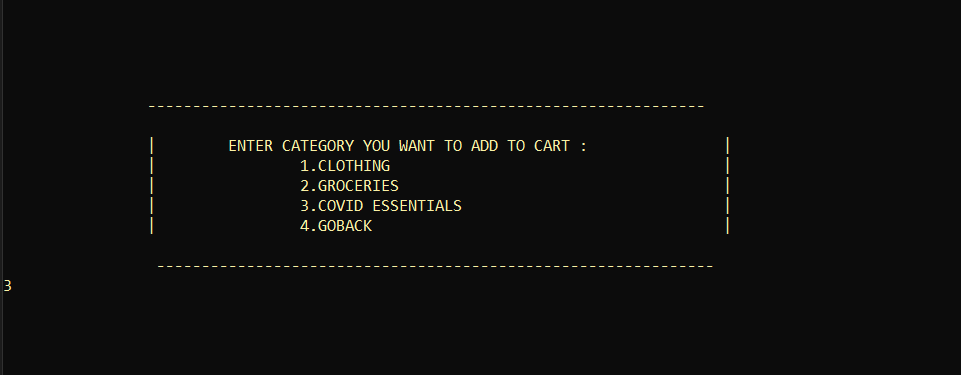 --------------------------------------------------------------
| ENTER CATEGORY YOU WANT TO ADD TO CART : |
| 1.CLOTHING |
| 2.GROCERIES |
| 3.COVID ESSENTIALS |
| 4.GOBACK |
--------------------------------------------------------------
3